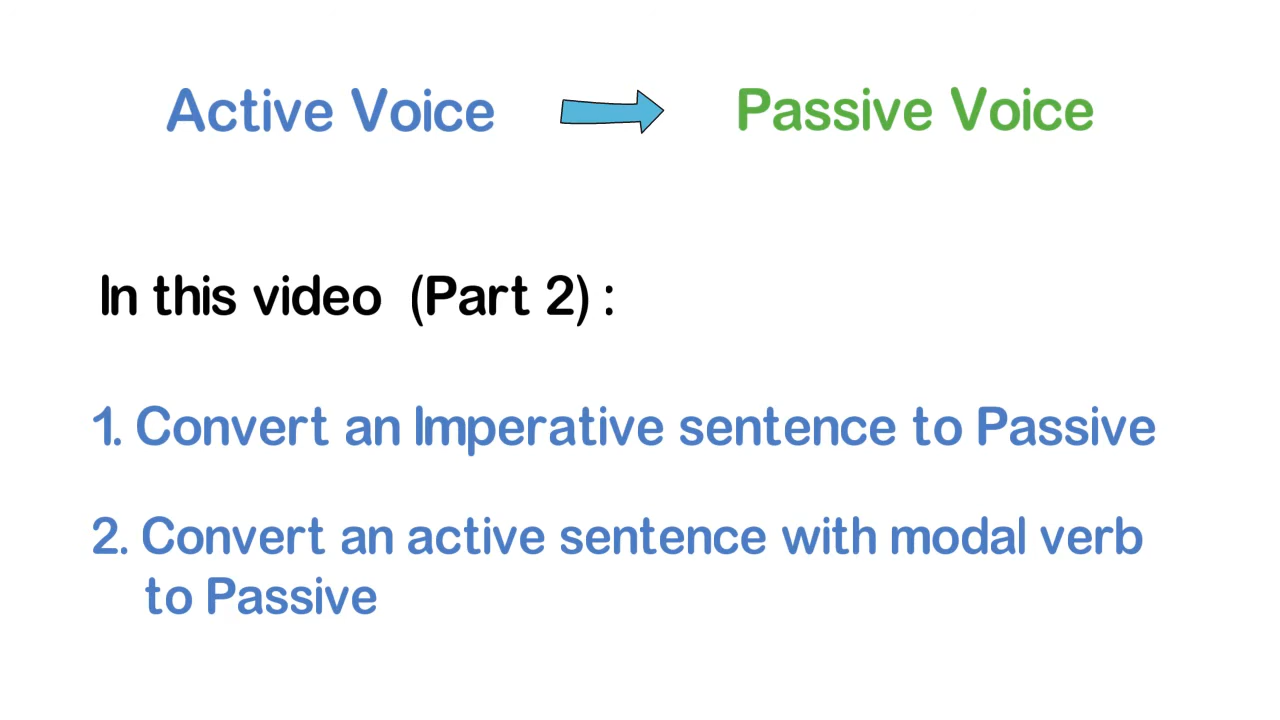 Active Voice Passive Voice
In this video (Part 2) :
1. Convert an Imperative sentence to Passive
2. Convert an active sentence with modal verb
to Passive